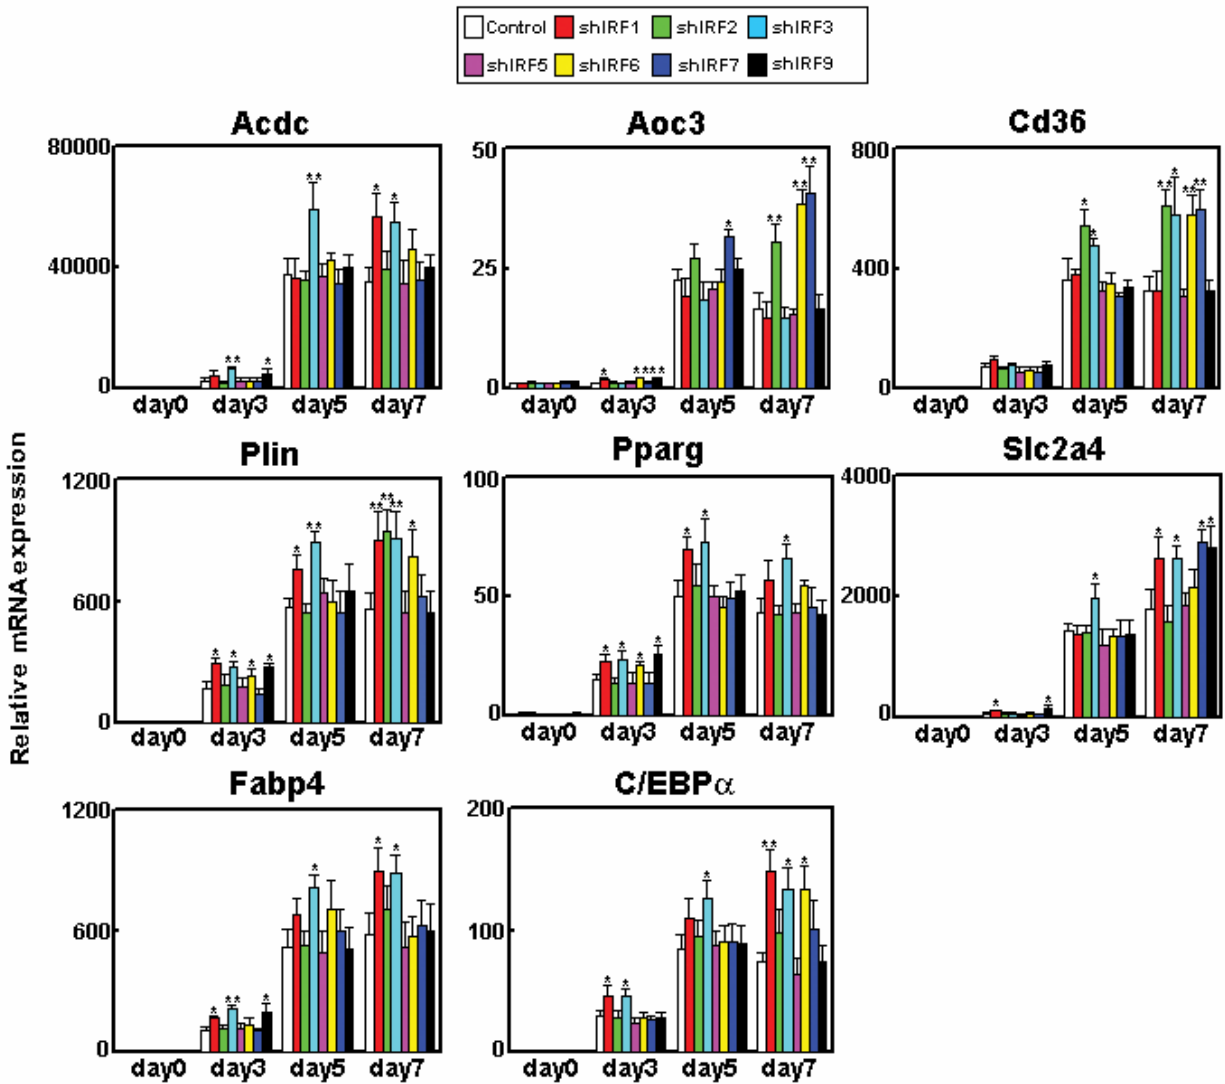 Control shIRF1 shIRF2 shIRF3
shIRF5 shIRF6 shIRF7 shIRF9
Relative mRNA expression
Acdc
80000
40000
0
** * * ** *
day0 day3 day5 day7
Aoc3
50
25
0
* * ** ** * ** ** **
day0 day3 day5 day7
Cd36
800
400
0
* * ** * ** **
day0 day3 day5 day7
Plin
1200
600
0
* * * * * ** ** ** ** *
day0 day3 day5 day7
Pparg
100
50
0
* * * * * * *
day0 day3 day5 day7
Slc2a4
4000
2000
0
* * * * * * *
day0 day3 day5 day7
Fabp4
1200
600
0
* ** * * * *
day0 day3 day5 day7
C/EBPα
200
100
0
* * * ** * *
day0 day3 day5 day7